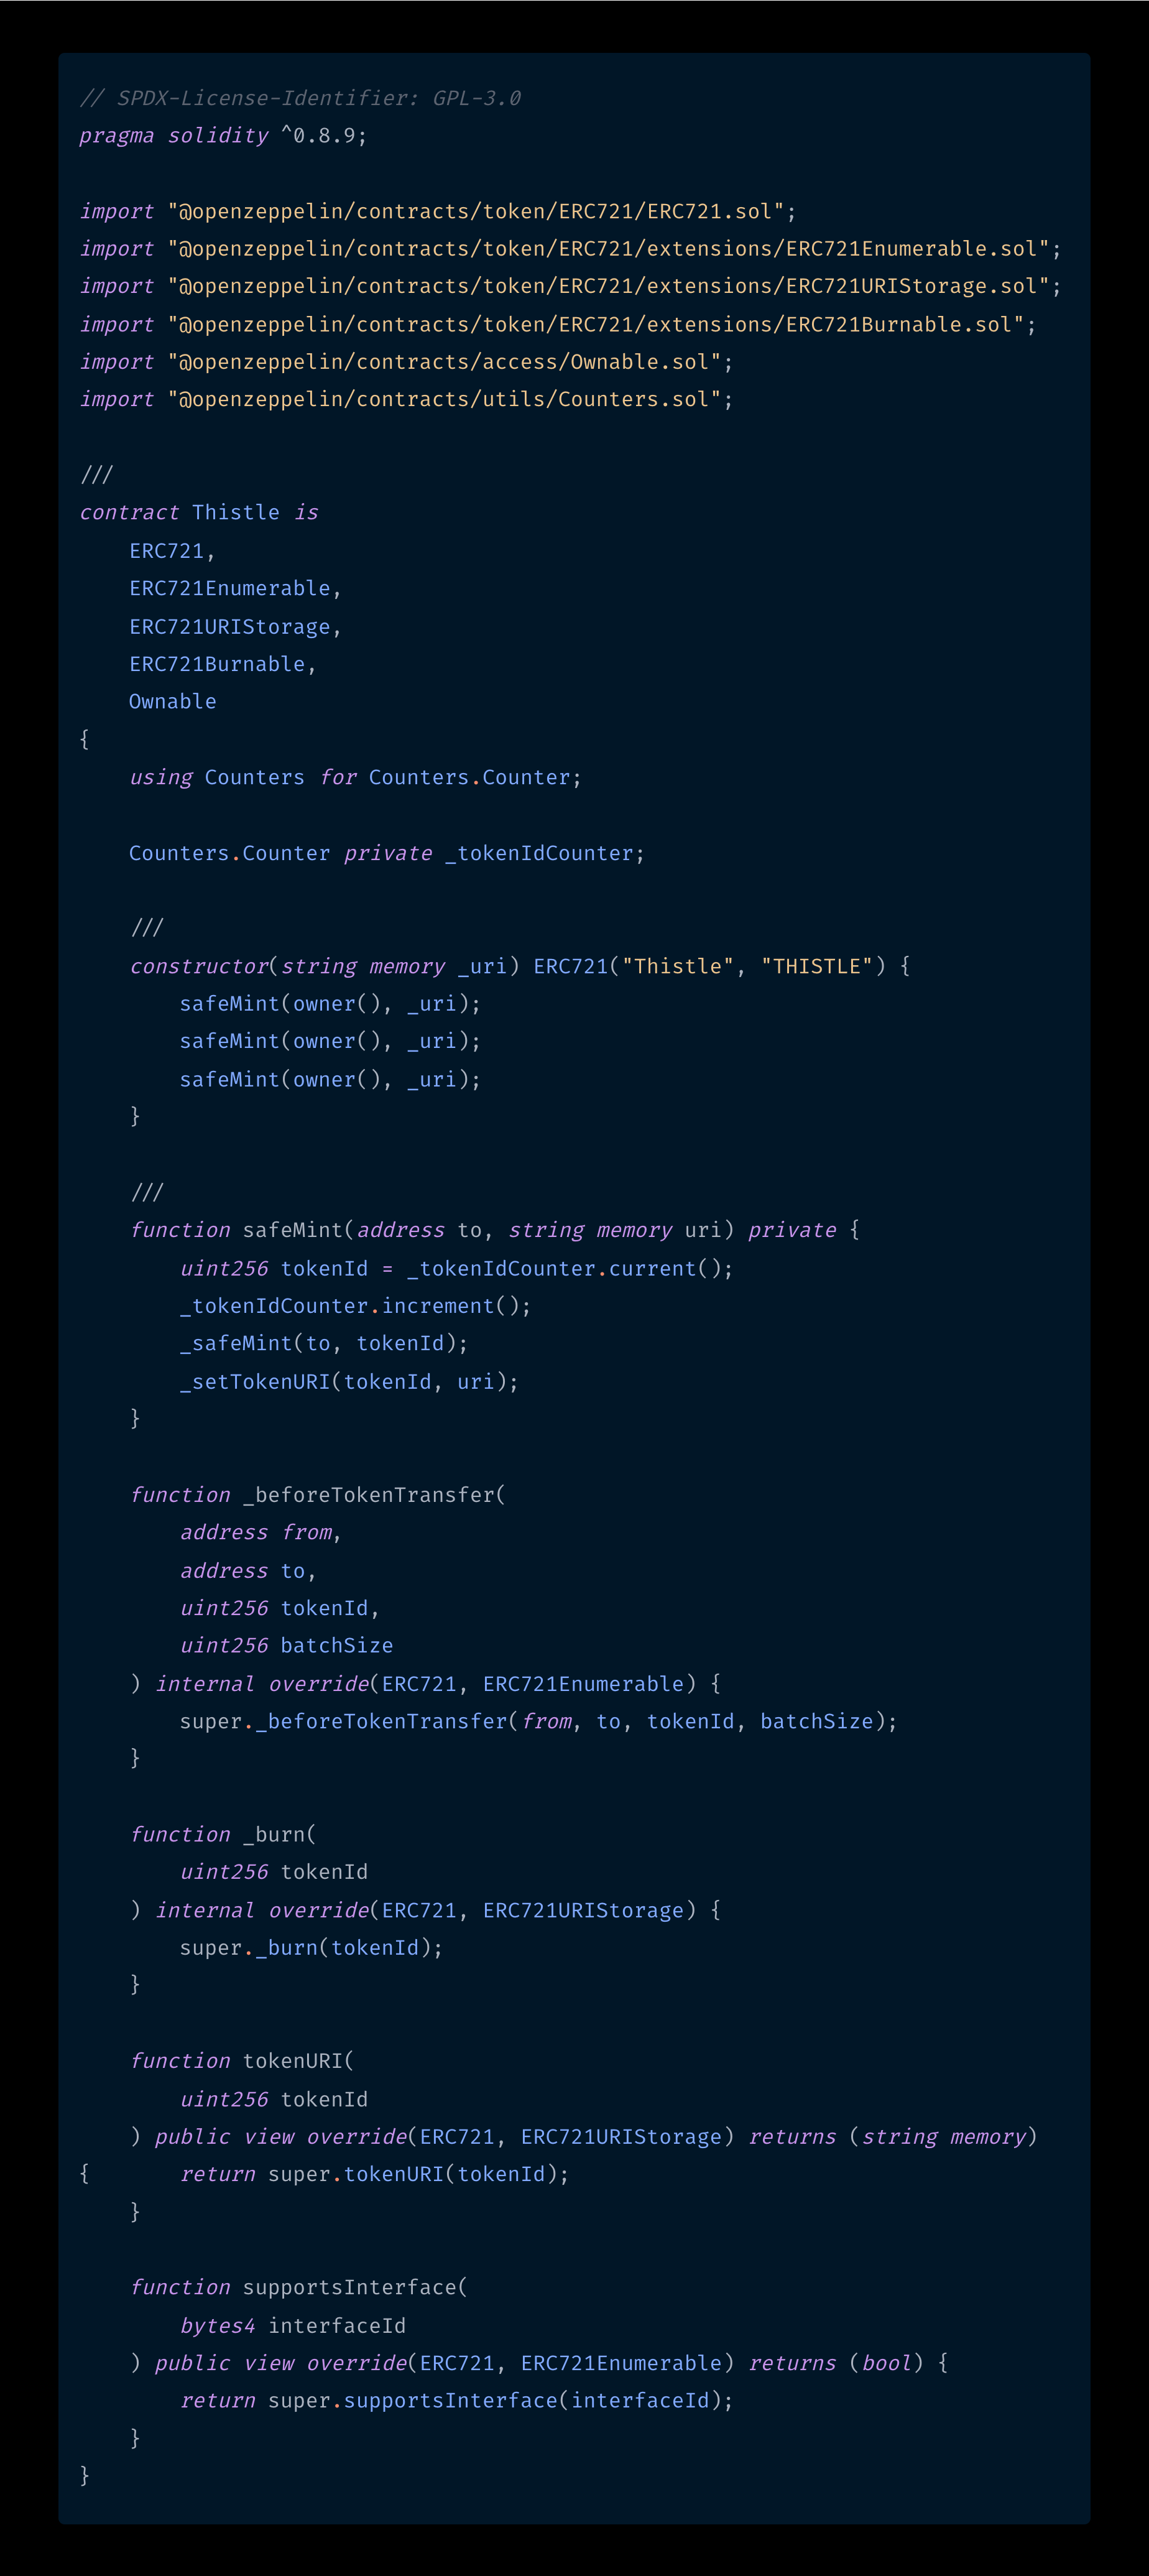 // SPDX-License-Identifier: GPL-3.0
pragma solidity ^0.8.9;

import "@openzeppelin/contracts/token/ERC721/ERC721.sol";
import "@openzeppelin/contracts/token/ERC721/extensions/ERC721Enumerable.sol";
import "@openzeppelin/contracts/token/ERC721/extensions/ERC721URIStorage.sol";
import "@openzeppelin/contracts/token/ERC721/extensions/ERC721Burnable.sol";
import "@openzeppelin/contracts/access/Ownable.sol";
import "@openzeppelin/contracts/utils/Counters.sol";

///
contract Thistle is
    ERC721,
    ERC721Enumerable,
    ERC721URIStorage,
    ERC721Burnable,
    Ownable
{
    using Counters for Counters.Counter;

    Counters.Counter private _tokenIdCounter;

    ///
    constructor(string memory _uri) ERC721("Thistle", "THISTLE") {
        safeMint(owner(), _uri);
        safeMint(owner(), _uri);
        safeMint(owner(), _uri);
    }

    ///
    function safeMint(address to, string memory uri) private {
        uint256 tokenId = _tokenIdCounter.current();
        _tokenIdCounter.increment();
        _safeMint(to, tokenId);
        _setTokenURI(tokenId, uri);
    }

    function _beforeTokenTransfer(
        address from,
        address to,
        uint256 tokenId,
        uint256 batchSize
    ) internal override(ERC721, ERC721Enumerable) {
        super._beforeTokenTransfer(from, to, tokenId, batchSize);
    }

    function _burn(
        uint256 tokenId
    ) internal override(ERC721, ERC721URIStorage) {
        super._burn(tokenId);
    }

    function tokenURI(
        uint256 tokenId
    ) public view override(ERC721, ERC721URIStorage) returns (string memory)
{       return super.tokenURI(tokenId);
    }

    function supportsInterface(
        bytes4 interfaceId
    ) public view override(ERC721, ERC721Enumerable) returns (bool) {
        return super.supportsInterface(interfaceId);
    }
}